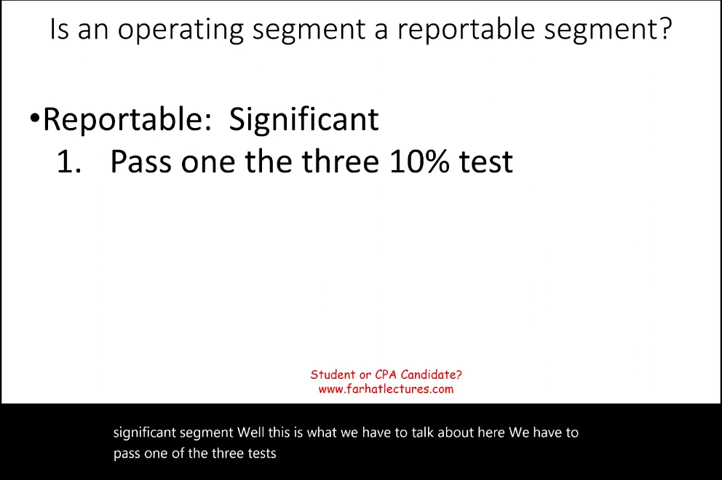 Is an operating segment a reportable segment?
•Reportable: Significant
1. Pass one the three 10% test
Student or CPA Candidate?
www.farhatlectures.com
significant segment Well this is what we have to talk about here We have to
pass one of the three tests